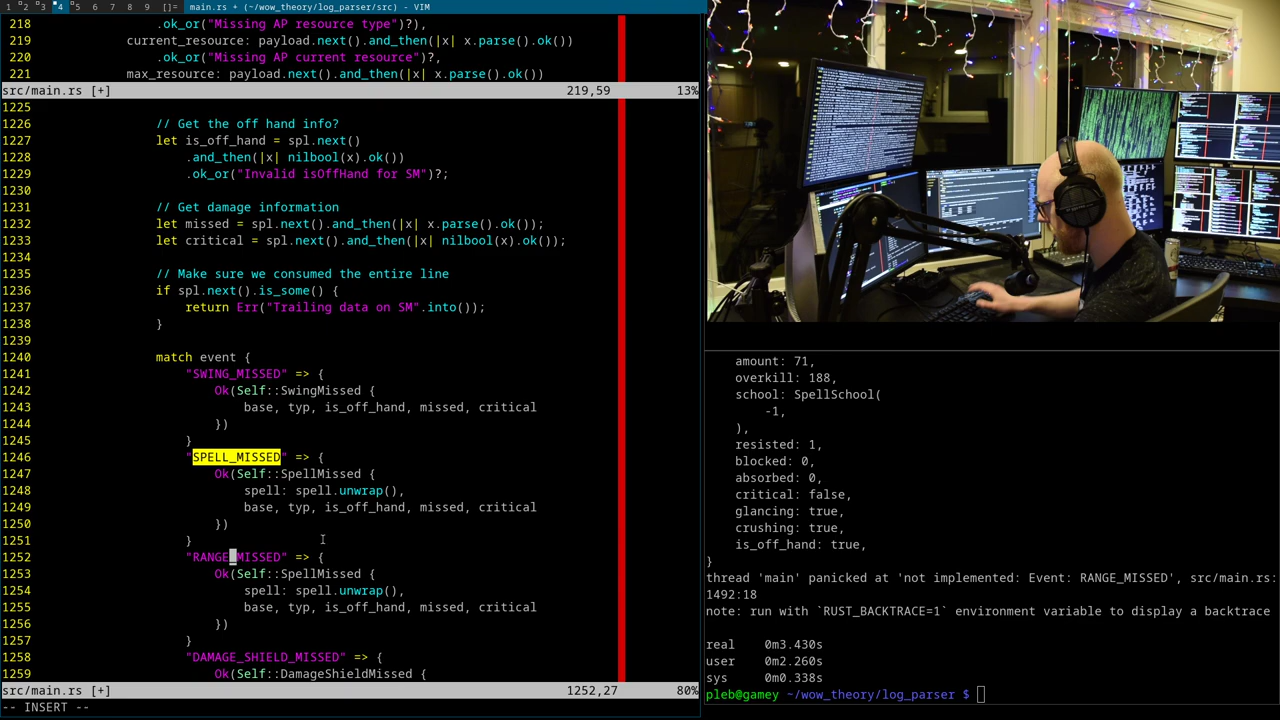 1 2 3 4 5 6 7 8 9 []= main.rs + (~/wow_theory/log_parser/src) - VIM
218 .ok_or("Missing AP resource type")?),
219 current_resource: payload.next().and_then(|x| x.parse().ok())
220 .ok_or("Missing AP current resource")?,
221 max_resource: payload.next().and_then(|x| x.parse().ok())
src/main.rs [+] 219,59 13%
1225
1226 // Get the off hand info?
1227 let is_off_hand = spl.next()
1228 .and_then(|x| nilbool(x).ok())
1229 .ok_or("Invalid isOffHand for SM")?;
1230
1231 // Get damage information
1232 let missed = spl.next().and_then(|x| x.parse().ok());
1233 let critical = spl.next().and_then(|x| nilbool(x).ok());
1234
1235 // Make sure we consumed the entire line
1236 if spl.next().is_some() {
1237 return Err("Trailing data on SM".into());
1238 }
1239
1240 match event {
1241 "SWING_MISSED" => {
1242 Ok(Self::SwingMissed {
1243 base, typ, is_off_hand, missed, critical
1244 })
1245 }
1246 "SPELL_MISSED" => {
1247 Ok(Self::SpellMissed {
1248 spell: spell.unwrap(),
1249 base, typ, is_off_hand, missed, critical
1250 })
1251 }
1252 "RANGE_MISSED" => {
1253 Ok(Self::SpellMissed {
1254 spell: spell.unwrap(),
1255 base, typ, is_off_hand, missed, critical
1256 })
1257 }
1258 "DAMAGE_SHIELD_MISSED" => {
1259 Ok(Self::DamageShieldMissed {
src/main.rs [+] 1252,27 80%
-- INSERT --
amount: 71,
overkill: 188,
school: SpellSchool(
-1,
),
resisted: 1,
blocked: 0,
absorbed: 0,
critical: false,
glancing: true,
crushing: true,
is_off_hand: true,
}
thread 'main' panicked at 'not implemented: Event: RANGE_MISSED', src/main.rs:
1492:18
note: run with `RUST_BACKTRACE=1` environment variable to display a backtrace
real 0m3.430s
user 0m2.260s
sys 0m0.338s
pleb@gamey ~/wow_theory/log_parser $